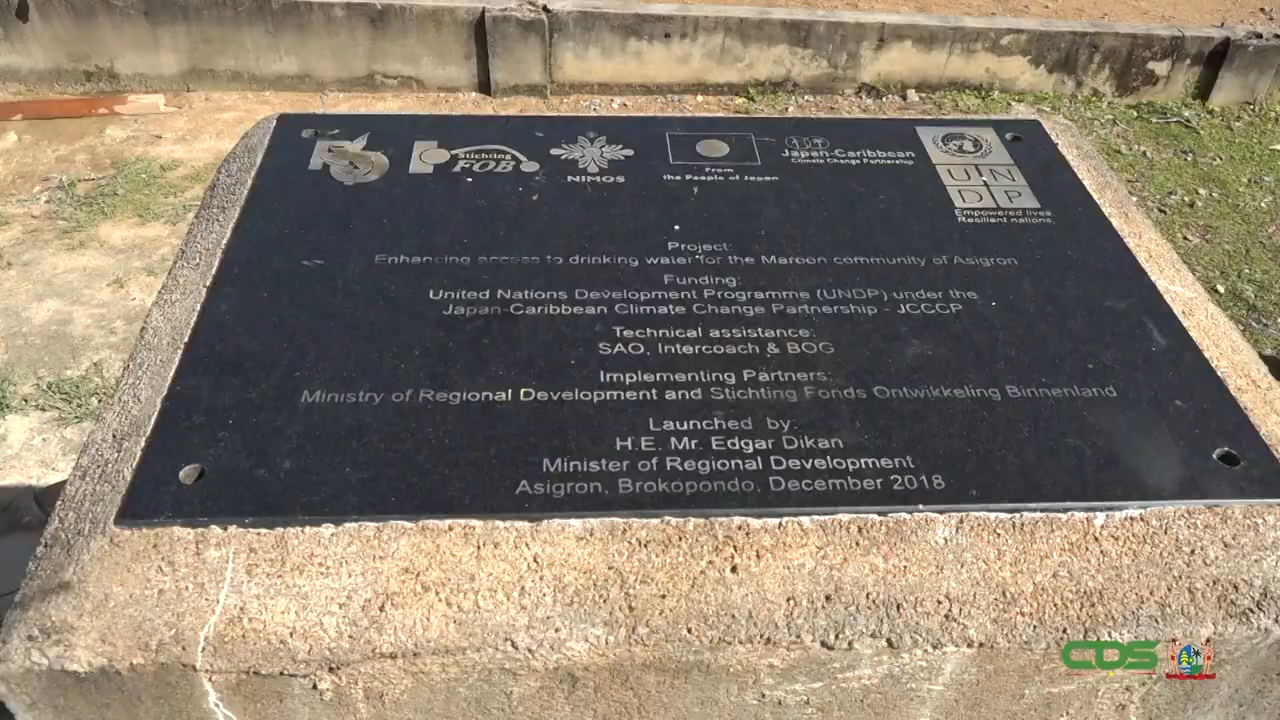 Stichting
FOB
NIMOS
From
the People of Japan
Japan-Caribbean
Climate Change Partnership
UN
DP
Empowered lives.
Resilient nations.
Project:
Enhancing access to drinking water for the Maroon community of Asigron
Funding:
United Nations Development Programme (UNDP) under the
Japan-Caribbean Climate Change Partnership - JCCCP
Technical assistance:
SAO, Intercoach & BOG
Implementing Partners:
Ministry of Regional Development and Stichting Fonds Ontwikkeling Binnenland
Launched by:
H.E. Mr. Edgar Dikan
Minister of Regional Development
Asigron, Brokopondo, December 2018
CDS